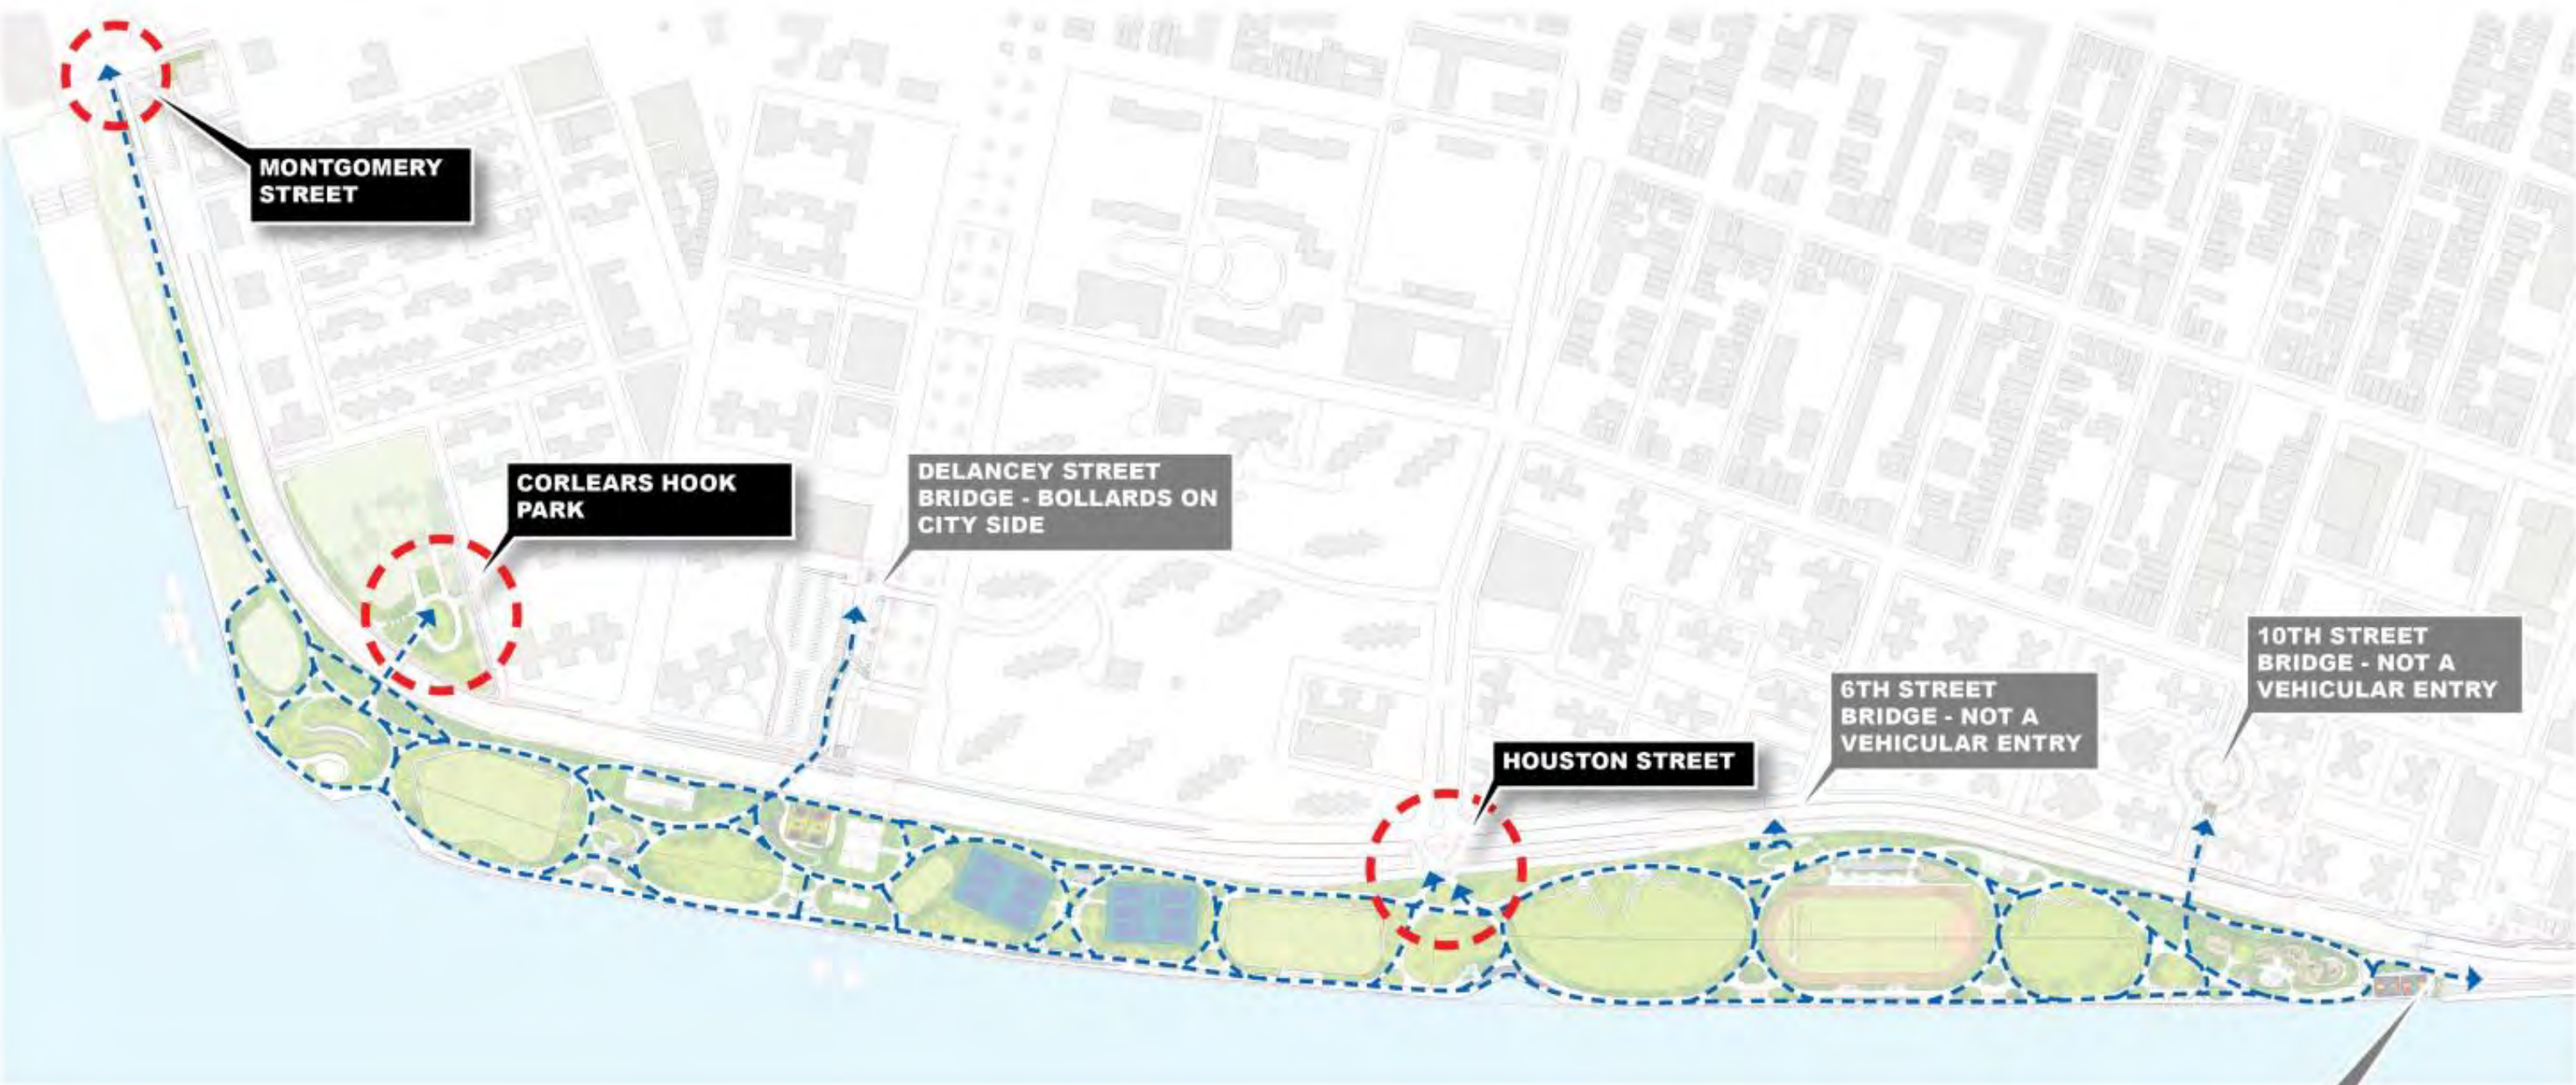 MONTGOMERY
STREET
CORLEARS HOOK
PARK
DELANCEY STREET
BRIDGE - BOLLARDS ON
CITY SIDE
HOUSTON STREET
6TH STREET
BRIDGE - NOT A
VEHICULAR ENTRY
10TH STREET
BRIDGE - NOT A
VEHICULAR ENTRY